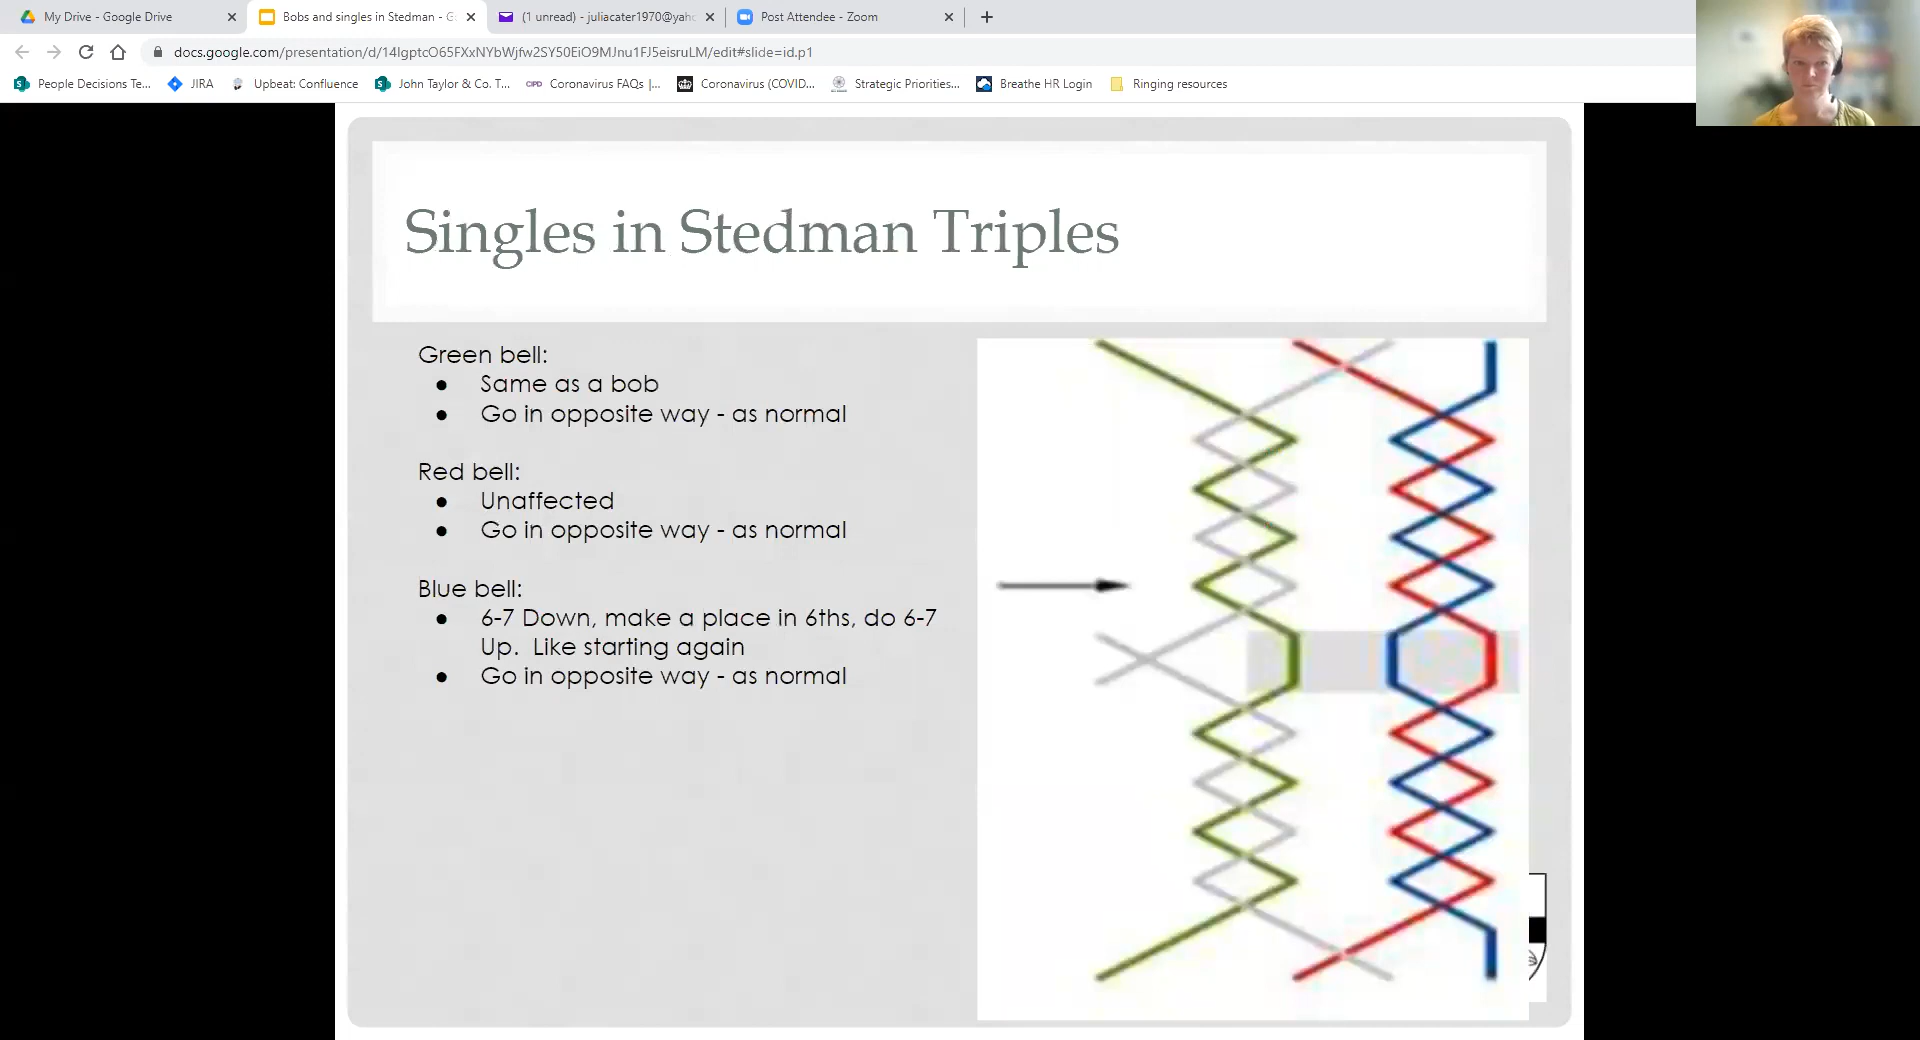 My Drive - Google Drive
Bobs and singles in Stedman - G
(1 unread) - juliacater1970@yah
Post Attendee - Zoom
docs.google.com/presentation/d/14lgptcO65FXxNYbWjfw2SY50EiO9MJnu1FJ5eisruLM/edit#slide=id.p1
People Decisions Te...
JIRA
Upbeat: Confluence
John Taylor & Co. T...
CIPD Coronavirus FAQs |...
Coronavirus (COVID...
Strategic Priorities...
Breathe HR Login
Ringing resources
Singles in Stedman Triples
Green bell:
● Same as a bob
● Go in opposite way - as normal
Red bell:
● Unaffected
● Go in opposite way - as normal
Blue bell:
● 6-7 Down, make a place in 6ths, do 6-7
Up. Like starting again
● Go in opposite way - as normal